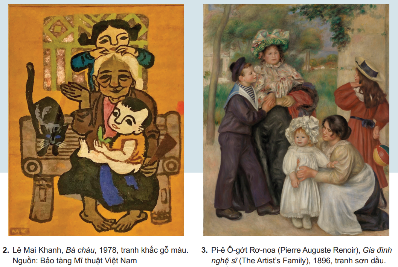 2. Lê Mai Khanh, Bà cháu, 1978, tranh khắc gỗ màu.
Nguồn: Bảo tàng Mĩ thuật Việt Nam
3. Pi-ê Ô-gớt Rơ-noa (Pierre Auguste Renoir), Gia đình
nghệ sĩ (The Artist's Family), 1896, tranh sơn dầu.